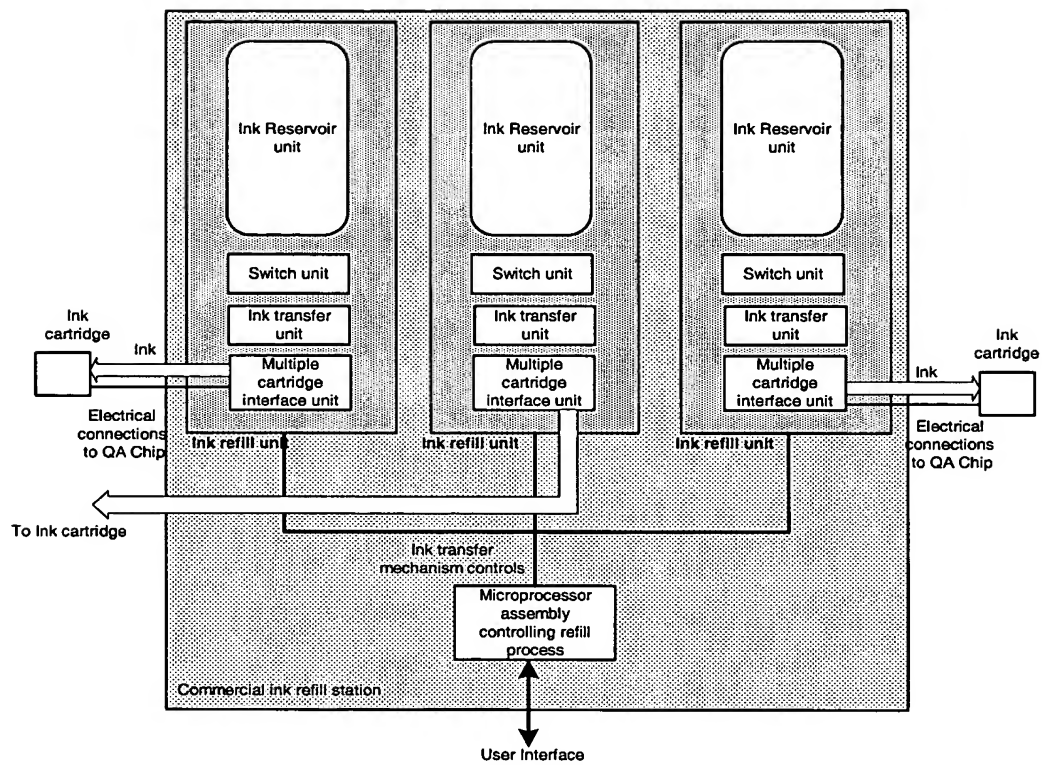 Ink Reservoir
unit
Ink Reservoir
unit
Ink Reservoir
unit
Switch unit
Switch unit
Switch unit
Ink transfer
unit
Ink transfer
unit
Ink transfer
unit
Ink
cartridge
Ink
Multiple
cartridge
interface unit
Multiple
cartridge
interface unit
Multiple
cartridge
interface unit
Ink
Ink
cartridge
Electrical
connections
to QA Chip
Ink refill unit
Ink refill unit
Ink refill unit
Electrical
connections
to QA Chip
To Ink cartridge
Ink transfer
mechanism controls
Microprocessor
assembly
controlling refill
process
Commercial ink refill station
User Interface